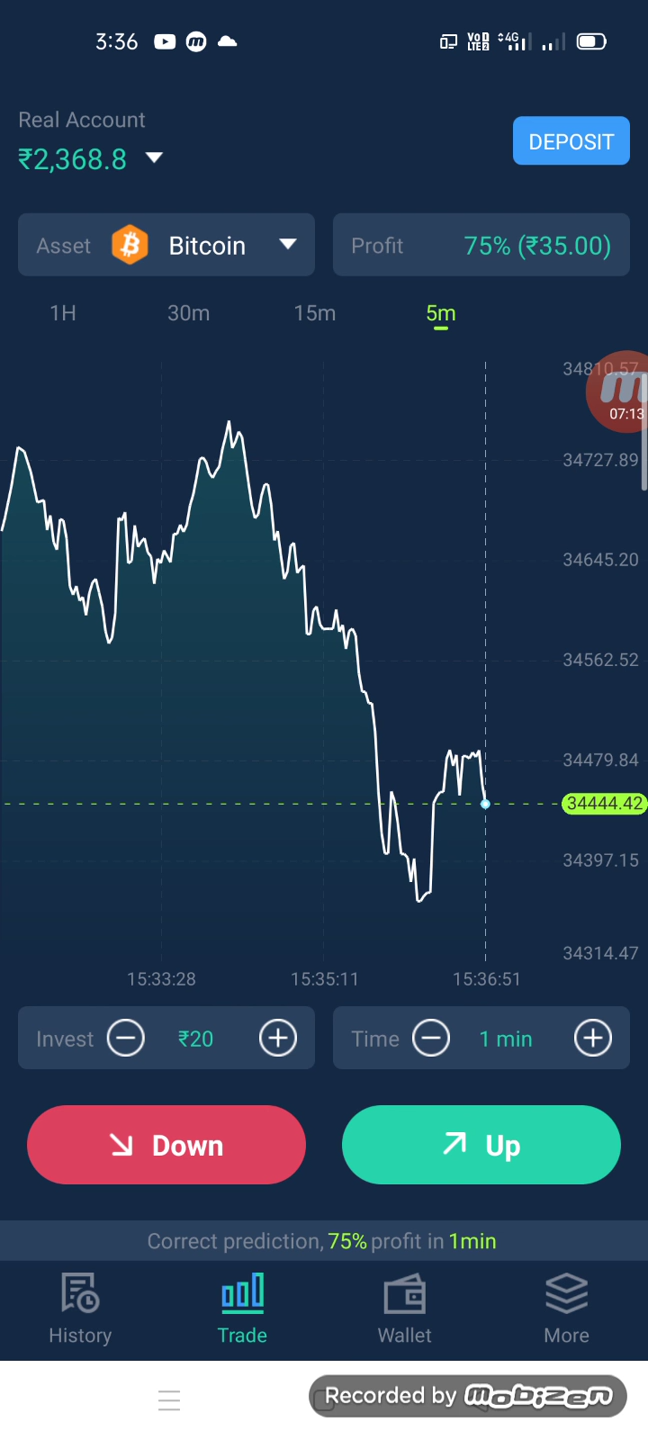 3:36 m Vo) LTE2 4G
Real Account
₹2,368.8
DEPOSIT
Asset Bitcoin
Profit 75% (₹35.00)
1H 30m 15m 5m
34810.57
m
07:13
34727.89
34645.20
34562.52
34479.84
34444.42
34397.15
34314.47
15:33:28 15:35:11 15:36:51
Invest ₹20
Time 1 min
Down
Up
Correct prediction, 75% profit in 1min
History Trade Wallet More
Recorded by mobizen